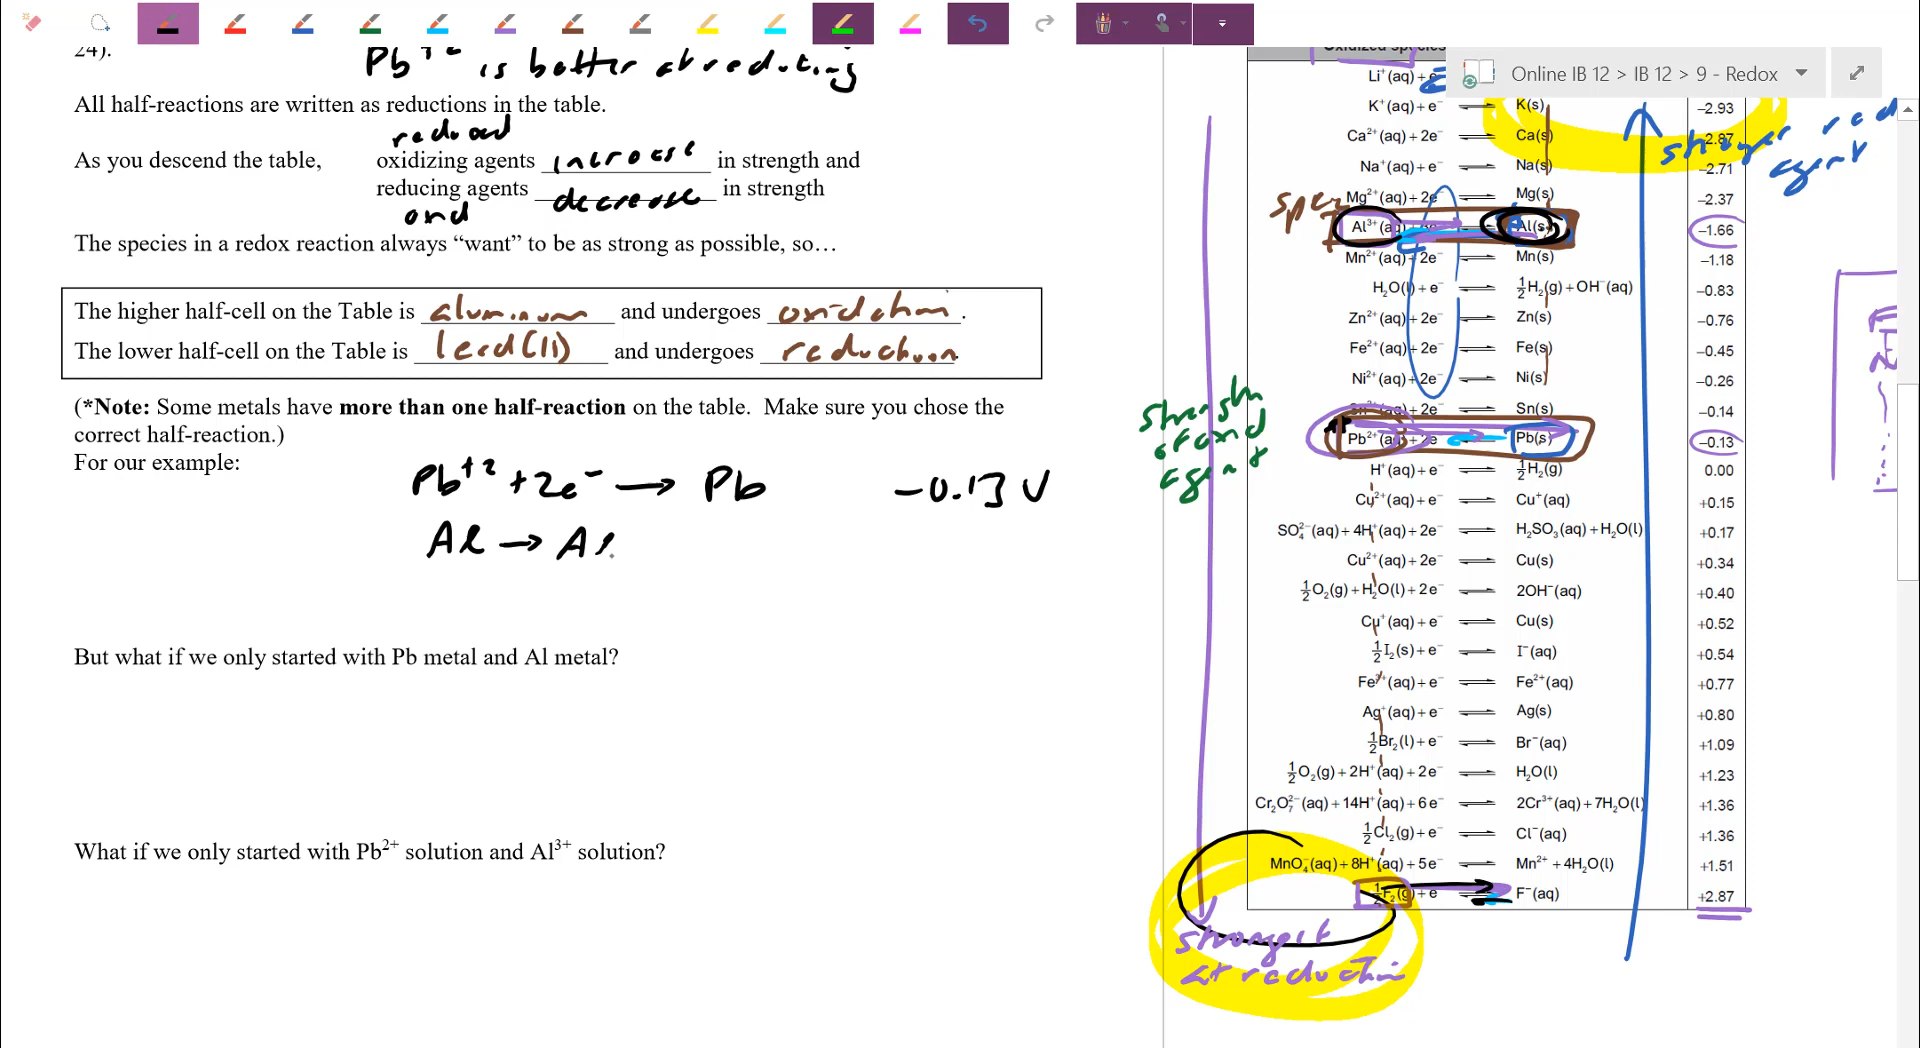 24).
Pb+2 is better at reducing
All half-reactions are written as reductions in the table.
As you descend the table,
oxidizing agents increase in strength and
reducing agents decrease in strength
The species in a redox reaction always “want” to be as strong as possible, so…
The higher half-cell on the Table is aluminum and undergoes oxidation.
The lower half-cell on the Table is lead(II) and undergoes reduction.
(*Note: Some metals have more than one half-reaction on the table. Make sure you chose the
correct half-reaction.)
For our example:
Pb+2 + 2e− → Pb −0.13 V
Al → Al
But what if we only started with Pb metal and Al metal?
What if we only started with Pb2+ solution and Al3+ solution?
Oxidized species
Online IB 12 > IB 12 > 9 - Redox
Li+(aq) + e
K+(aq) + e− ⇌ K(s) −2.93
Ca2+(aq) + 2e− ⇌ Ca(s) −2.87
Na+(aq) + e− ⇌ Na(s) −2.71
Mg2+(aq) + 2e− ⇌ Mg(s) −2.37
Al3+(aq) Al(s) −1.66
Mn2+(aq) + 2e− ⇌ Mn(s) −1.18
H2O(l) + e− ⇌ 1/2H2(g) + OH−(aq) −0.83
Zn2+(aq) + 2e− ⇌ Zn(s) −0.76
Fe2+(aq) + 2e− ⇌ Fe(s) −0.45
Ni2+(aq) + 2e− ⇌ Ni(s) −0.26
Sn2+(aq) + 2e− ⇌ Sn(s) −0.14
Pb2+(aq) + 2e Pb(s) −0.13
H+(aq) + e− ⇌ 1/2H2(g) 0.00
Cu2+(aq) + e− ⇌ Cu+(aq) +0.15
SO42−(aq) + 4H+(aq) + 2e− ⇌ H2SO3(aq) + H2O(l) +0.17
Cu2+(aq) + 2e− ⇌ Cu(s) +0.34
1/2O2(g) + H2O(l) + 2e− ⇌ 2OH−(aq) +0.40
Cu+(aq) + e− ⇌ Cu(s) +0.52
1/2I2(s) + e− ⇌ I−(aq) +0.54
Fe3+(aq) + e− ⇌ Fe2+(aq) +0.77
Ag+(aq) + e− ⇌ Ag(s) +0.80
1/2Br2(l) + e− ⇌ Br−(aq) +1.09
1/2O2(g) + 2H+(aq) + 2e− ⇌ H2O(l) +1.23
Cr2O72−(aq) + 14H+(aq) + 6e− ⇌ 2Cr3+(aq) + 7H2O(l) +1.36
1/2Cl2(g) + e− ⇌ Cl−(aq) +1.36
MnO4−(aq) + 8H+(aq) + 5e− ⇌ Mn2+ + 4H2O(l) +1.51
1/2F2(g) + e ⇌ F−(aq) +2.87
stronger red
agent
strength
of
agent
strongest
at reduction